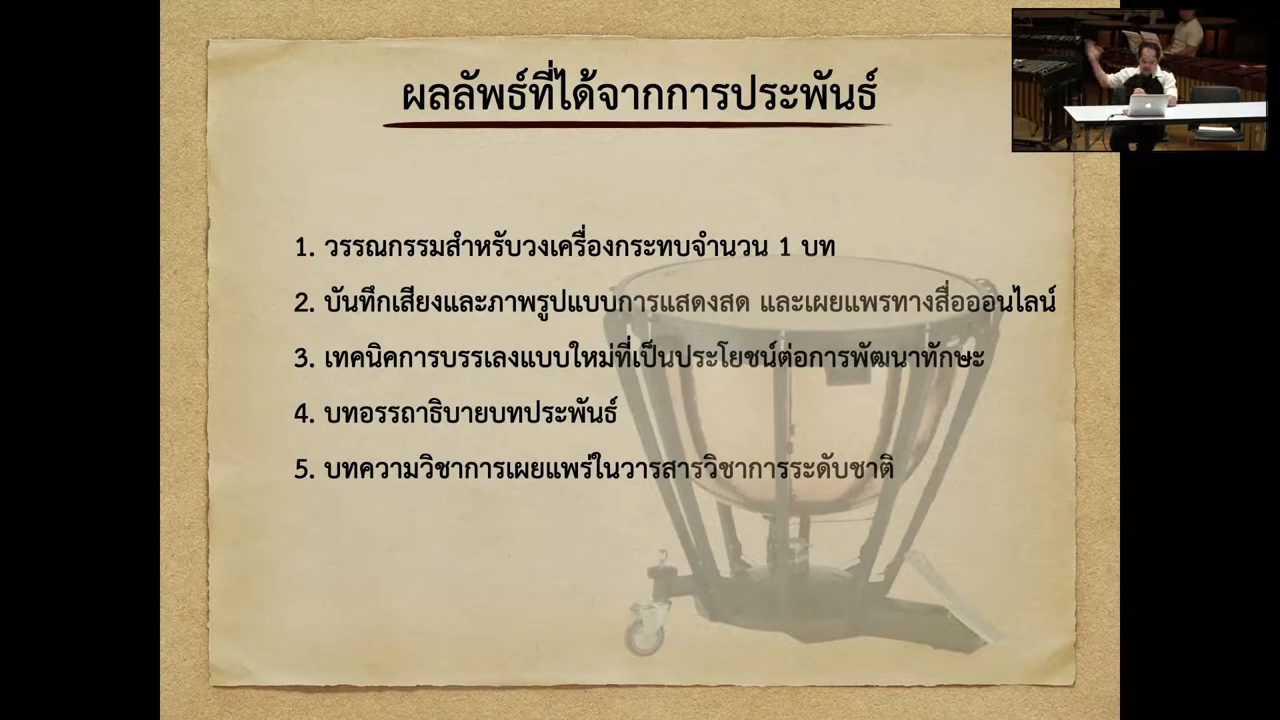 ผลลัพธ์ที่ได้จากการประพันธ์
1. วรรณกรรมสำหรับวงเครื่องกระทบจำนวน 1 บท
2. บันทึกเสียงและภาพรูปแบบการแสดงสด และเผยแพรทางสื่อออนไลน์
3. เทคนิคการบรรเลงแบบใหม่ที่เป็นประโยชน์ต่อการพัฒนาทักษะ
4. บทอรรถาธิบายบทประพันธ์
5. บทความวิชาการเผยแพร่ในวารสารวิชาการระดับชาติ